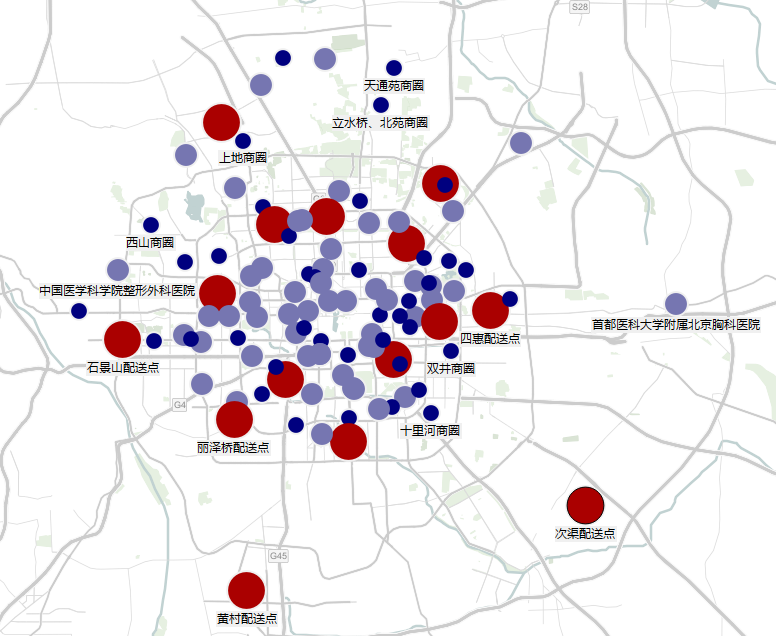 S28
天通苑商圈
立水桥、北苑商圈
上地商圈
西山商圈
中国医学科学院整形外科医院
首都医科大学附属北京胸科医院
四惠配送点
石景山配送点
双井商圈
G4
十里河商圈
丽泽桥配送点
次渠配送点
G45
黄村配送点